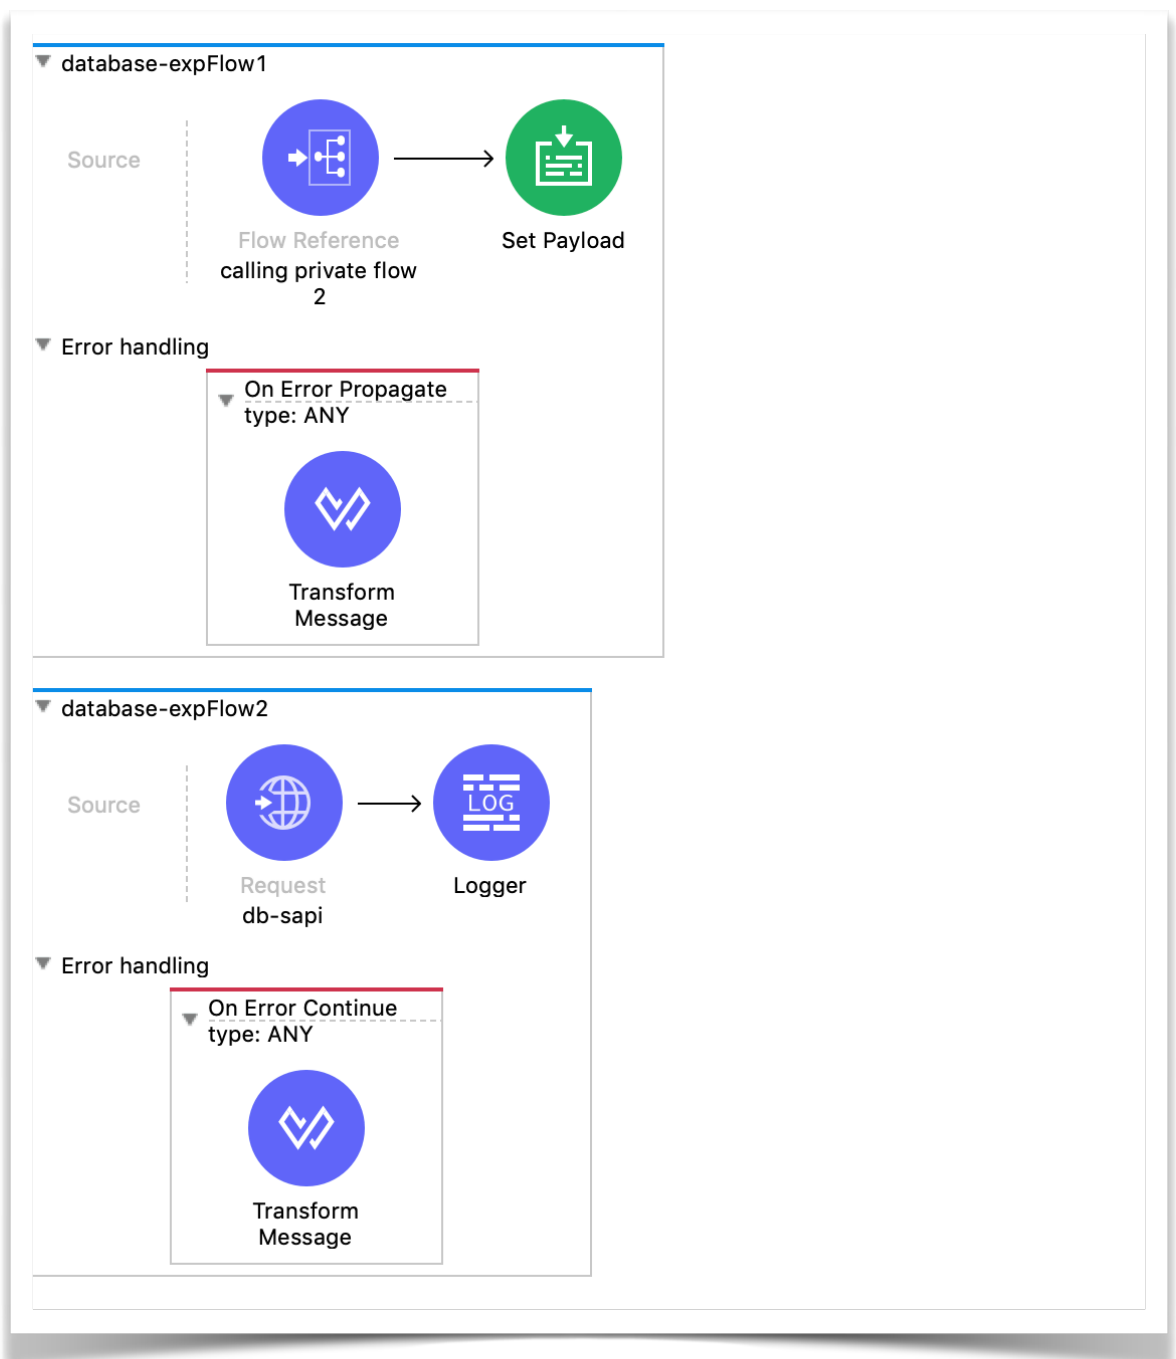 database-expFlow1
Source
Flow Reference
calling private flow
2
Set Payload
Error handling
On Error Propagate
type: ANY
Transform
Message
database-expFlow2
Source
LOG
Request
db-sapi
Logger
Error handling
On Error Continue
type: ANY
Transform
Message